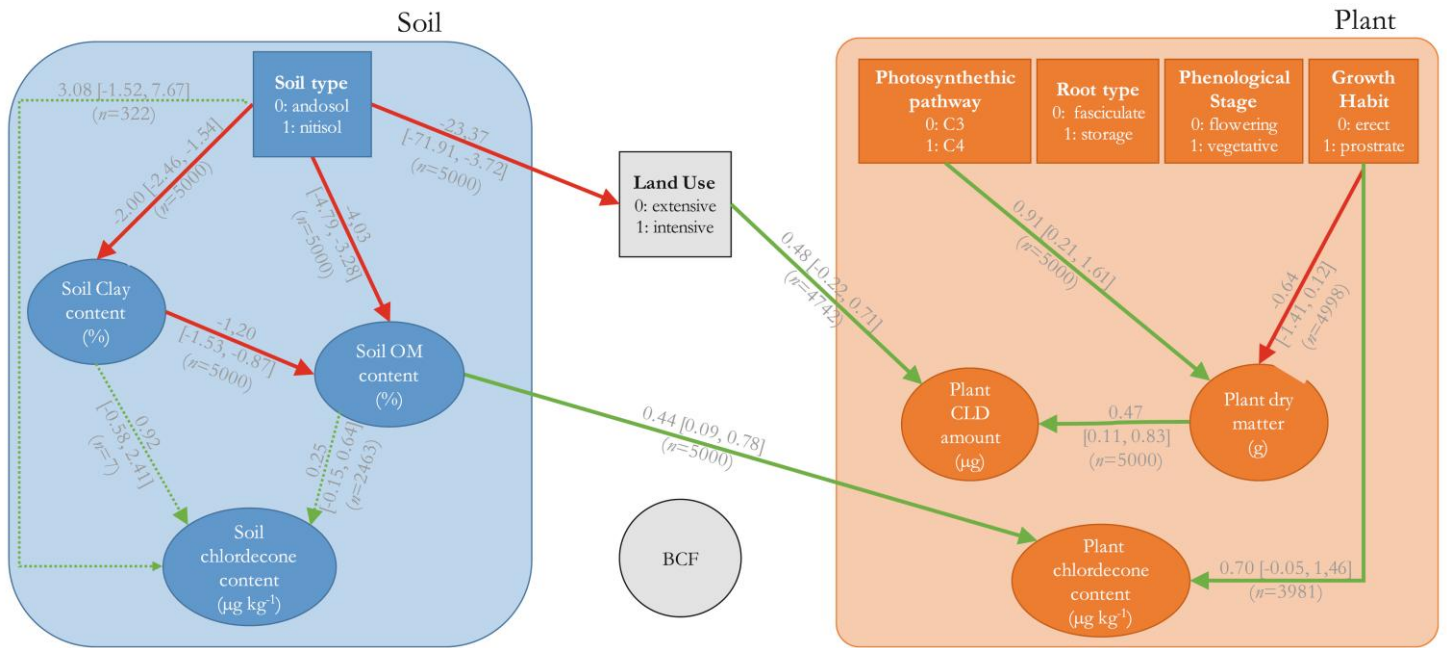 Soil
Plant
3.08 [-1.52, 7.67]
(n=322)
Soil type
0: andosol
1: nitisol
-23,37
[-71.91, -3.72]
(n=5000)
-2.00 [-2.46, -1.54]
(n=5000)
-4,03
[-4.79, -3.28]
(n=5000)
Land Use
0: extensive
1: intensive
Photosynthethic
pathway
0: C3
1: C4
Root type
0: fasciculate
1: storage
Phenological
Stage
0: flowering
1: vegetative
Growth
Habit
0: erect
1: prostrate
0.48 [-0.22, 0.71]
(n=4742)
0.91 [0.21, 1.61]
(n=5000)
-0.64
[-1.41, 0.12]
(n=4998)
Soil Clay
content
(%)
-1,20
[-1.53, -0.87]
(n=5000)
Soil OM
content
(%)
0.92
[-0.58, 2.41]
(n=7)
0.25
[-0.15, 0.64]
(n=2463)
0.44 [0.09, 0.78]
(n=5000)
Plant
CLD
amount
(µg)
0.47
[0.11, 0.83]
(n=5000)
Plant dry
matter
(g)
Soil
chlordecone
content
(µg kg⁻¹)
BCF
Plant
chlordecone
content
(µg kg⁻¹)
0.70 [-0.05, 1,46]
(n=3981)